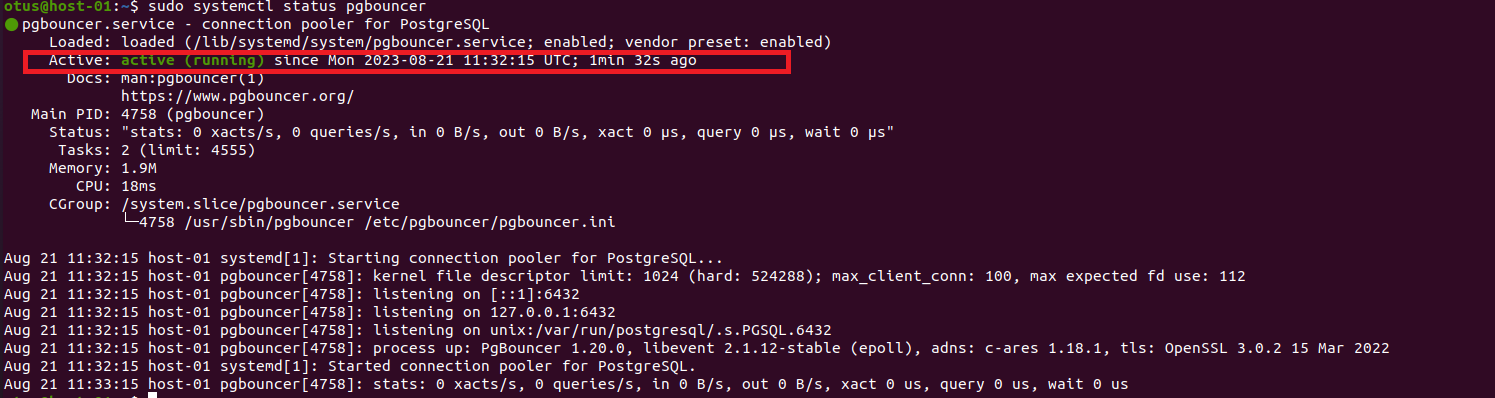 otus@host-01:~$ sudo systemctl status pgbouncer
● pgbouncer.service - connection pooler for PostgreSQL
Loaded: loaded (/lib/systemd/system/pgbouncer.service; enabled; vendor preset: enabled)
Active: active (running) since Mon 2023-08-21 11:32:15 UTC; 1min 32s ago
Docs: man:pgbouncer(1)
https://www.pgbouncer.org/
Main PID: 4758 (pgbouncer)
Status: "stats: 0 xacts/s, 0 queries/s, in 0 B/s, out 0 B/s, xact 0 µs, query 0 µs, wait 0 µs"
Tasks: 2 (limit: 4555)
Memory: 1.9M
CPU: 18ms
CGroup: /system.slice/pgbouncer.service
└─4758 /usr/sbin/pgbouncer /etc/pgbouncer/pgbouncer.ini
Aug 21 11:32:15 host-01 systemd[1]: Starting connection pooler for PostgreSQL...
Aug 21 11:32:15 host-01 pgbouncer[4758]: kernel file descriptor limit: 1024 (hard: 524288); max_client_conn: 100, max expected fd use: 112
Aug 21 11:32:15 host-01 pgbouncer[4758]: listening on [::1]:6432
Aug 21 11:32:15 host-01 pgbouncer[4758]: listening on 127.0.0.1:6432
Aug 21 11:32:15 host-01 pgbouncer[4758]: listening on unix:/var/run/postgresql/.s.PGSQL.6432
Aug 21 11:32:15 host-01 pgbouncer[4758]: process up: PgBouncer 1.20.0, libevent 2.1.12-stable (epoll), adns: c-ares 1.18.1, tls: OpenSSL 3.0.2 15 Mar 2022
Aug 21 11:32:15 host-01 systemd[1]: Started connection pooler for PostgreSQL.
Aug 21 11:33:15 host-01 pgbouncer[4758]: stats: 0 xacts/s, 0 queries/s, in 0 B/s, out 0 B/s, xact 0 us, query 0 us, wait 0 us